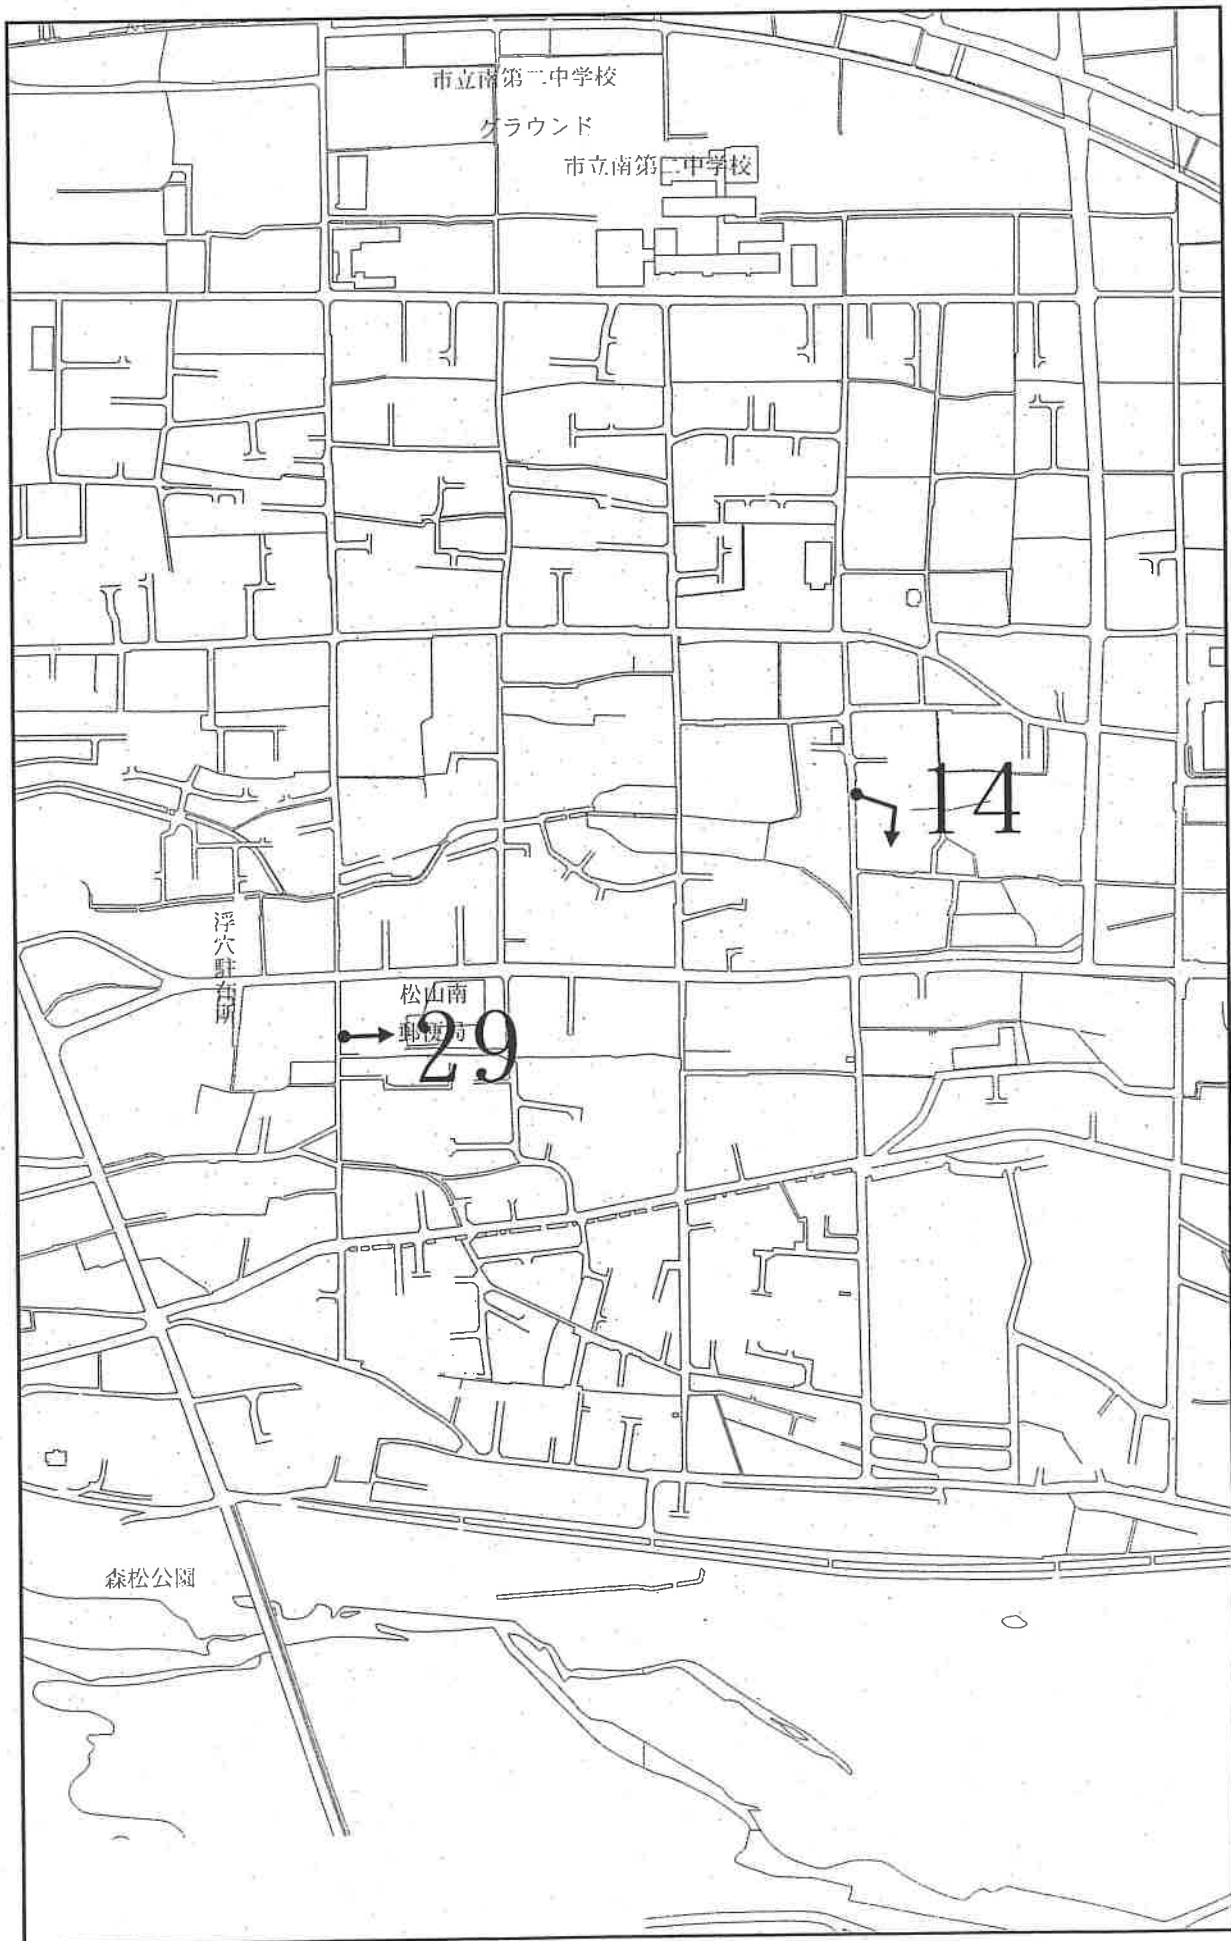 市立南第二中学校
グラウンド
市立南第二中学校
14
浮穴駐在所
松山南
郵便局
29
森松公園